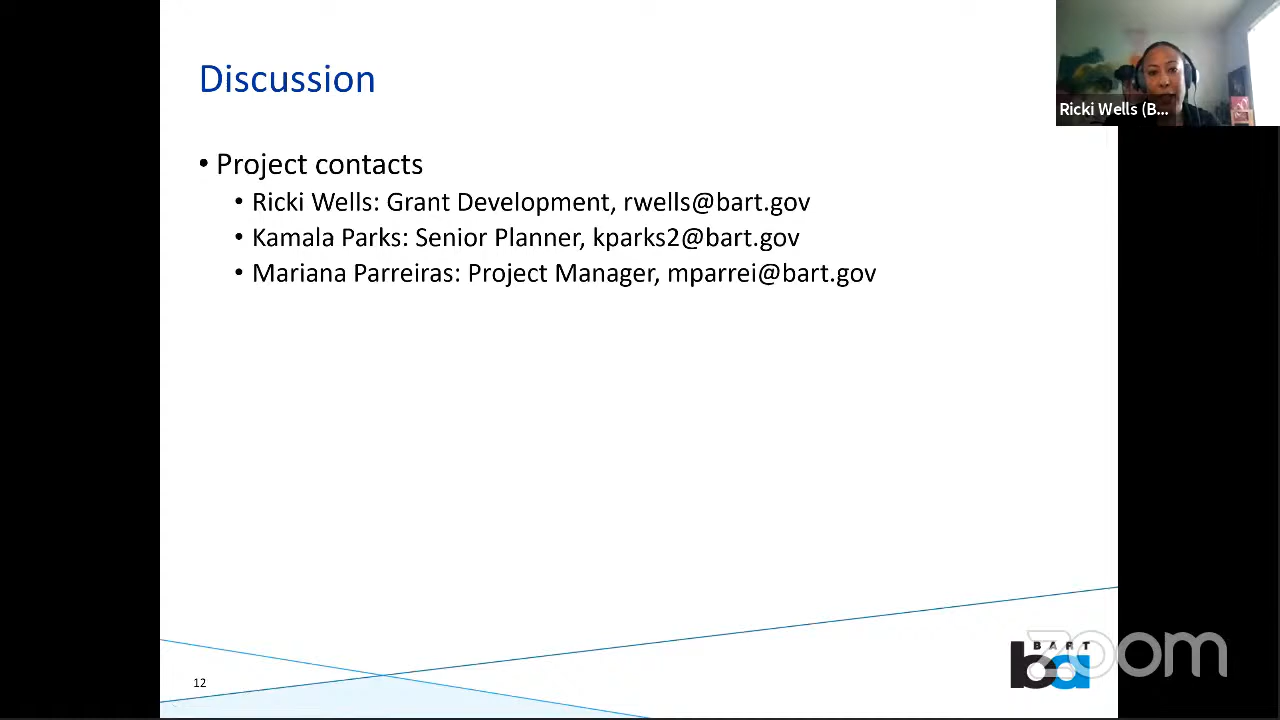 Discussion
Ricki Wells (B...
• Project contacts
• Ricki Wells: Grant Development, rwells@bart.gov
• Kamala Parks: Senior Planner, kparks2@bart.gov
• Mariana Parreiras: Project Manager, mparrei@bart.gov
12
BART
ba
zoom